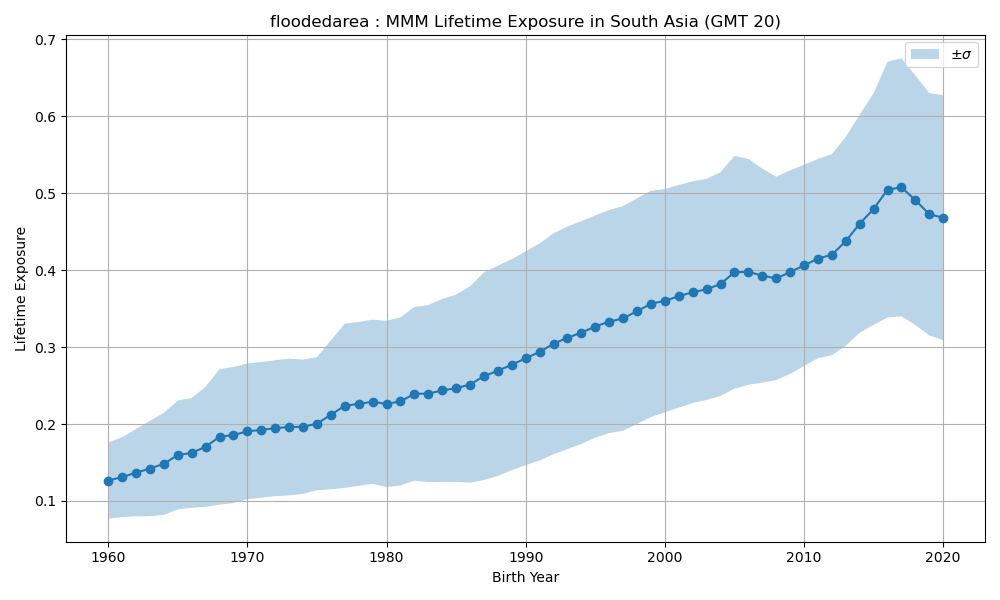 floodedarea : MMM Lifetime Exposure in South Asia (GMT 20)
±σ
0.7
0.6
0.5
0.4
0.3
0.2
0.1
Lifetime Exposure
1960 1970 1980 1990 2000 2010 2020
Birth Year